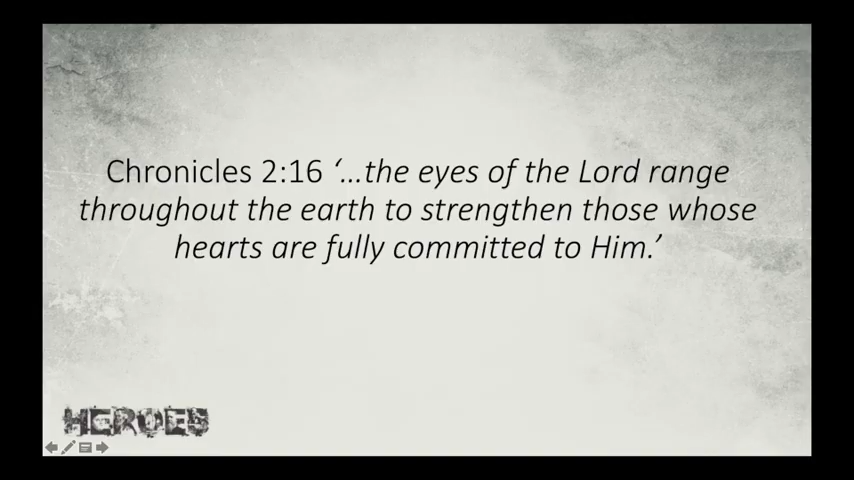 Chronicles 2:16 ‘…the eyes of the Lord range
throughout the earth to strengthen those whose
hearts are fully committed to Him.’
HEROES